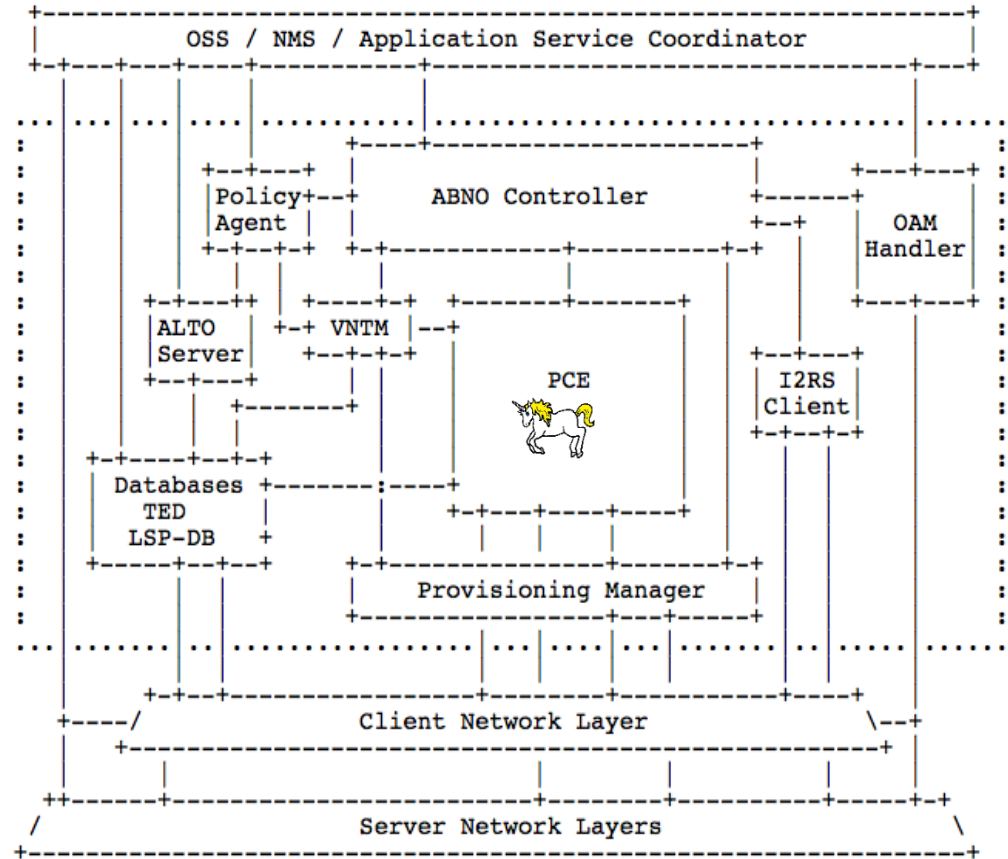 OSS / NMS / Application Service Coordinator
Policy
Agent
ABNO Controller
OAM
Handler
ALTO
Server
VNTM
PCE
I2RS
Client
Databases
TED
LSP-DB
Provisioning Manager
Client Network Layer
Server Network Layers